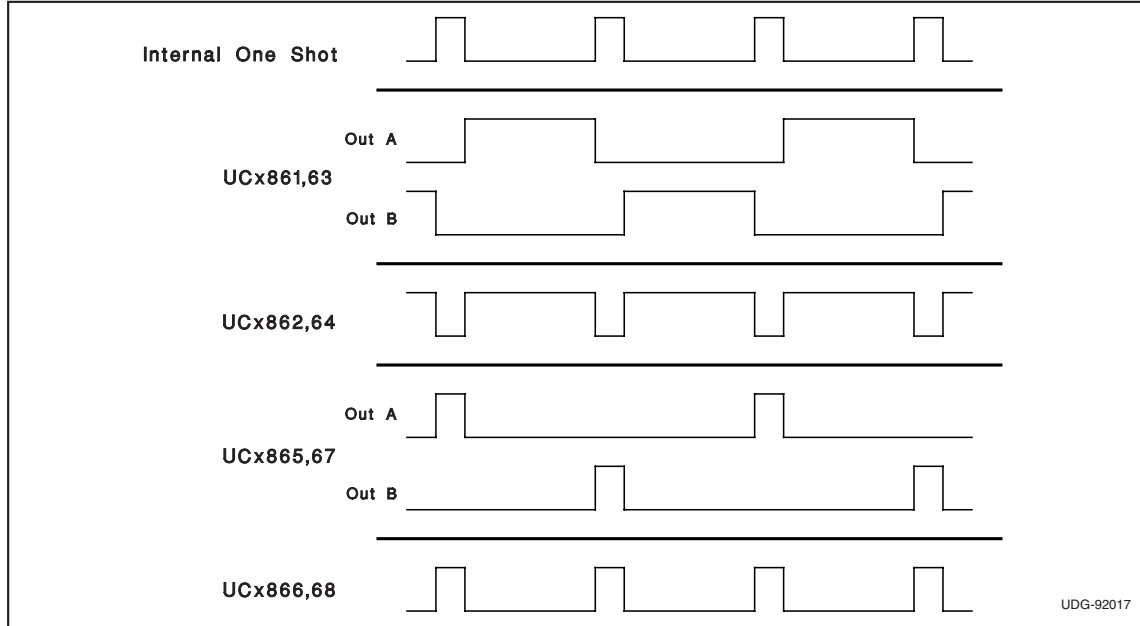 Internal One Shot
Out A
UCx861,63
Out B
UCx862,64
Out A
UCx865,67
Out B
UCx866,68
UDG-92017